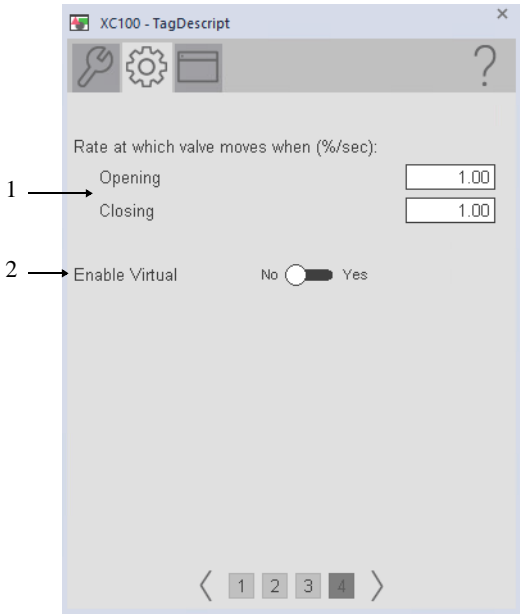 XC100 - TagDescript
×
?
Rate at which valve moves when (%/sec):
1
Opening 1.00
Closing 1.00
2
Enable Virtual No Yes
1 2 3 4